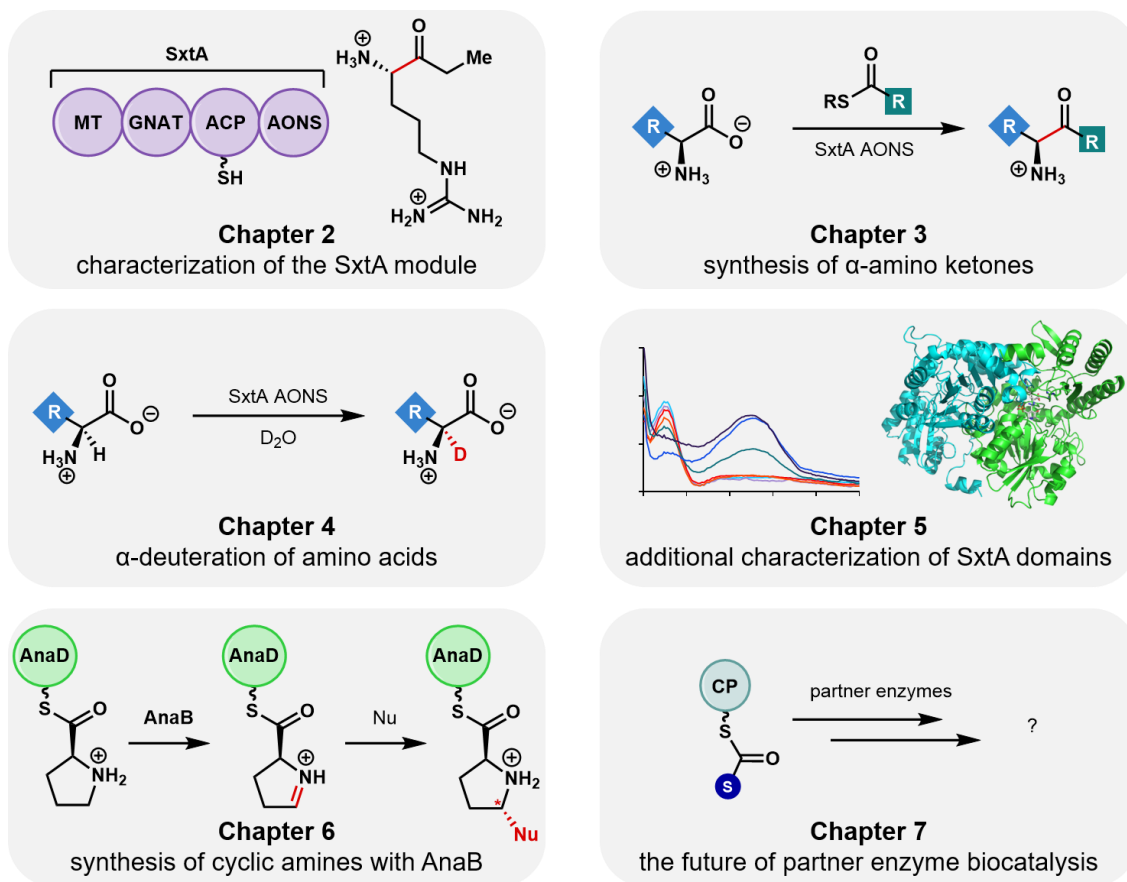 SxtA
MT GNAT ACP AONS
SH
H₃N ⊕ O Me
NH
⊕ H₂N NH₂
Chapter 2
characterization of the SxtA module
R O O ⊖
⊕ NH₃
O
RS R
SxtA AONS
R O R
⊕ NH₃
Chapter 3
synthesis of α-amino ketones
R O O ⊖
H₃N ⊕ H
SxtA AONS
D₂O
R O O ⊖
H₃N ⊕ D
Chapter 4
α-deuteration of amino acids
Chapter 5
additional characterization of SxtA domains
AnaD
S O
⊕ NH₂
AnaB
AnaD
S O
⊕ NH
Nu
AnaD
S O
⊕ NH₂
*
Nu
Chapter 6
synthesis of cyclic amines with AnaB
CP
S
O
S
partner enzymes
?
Chapter 7
the future of partner enzyme biocatalysis